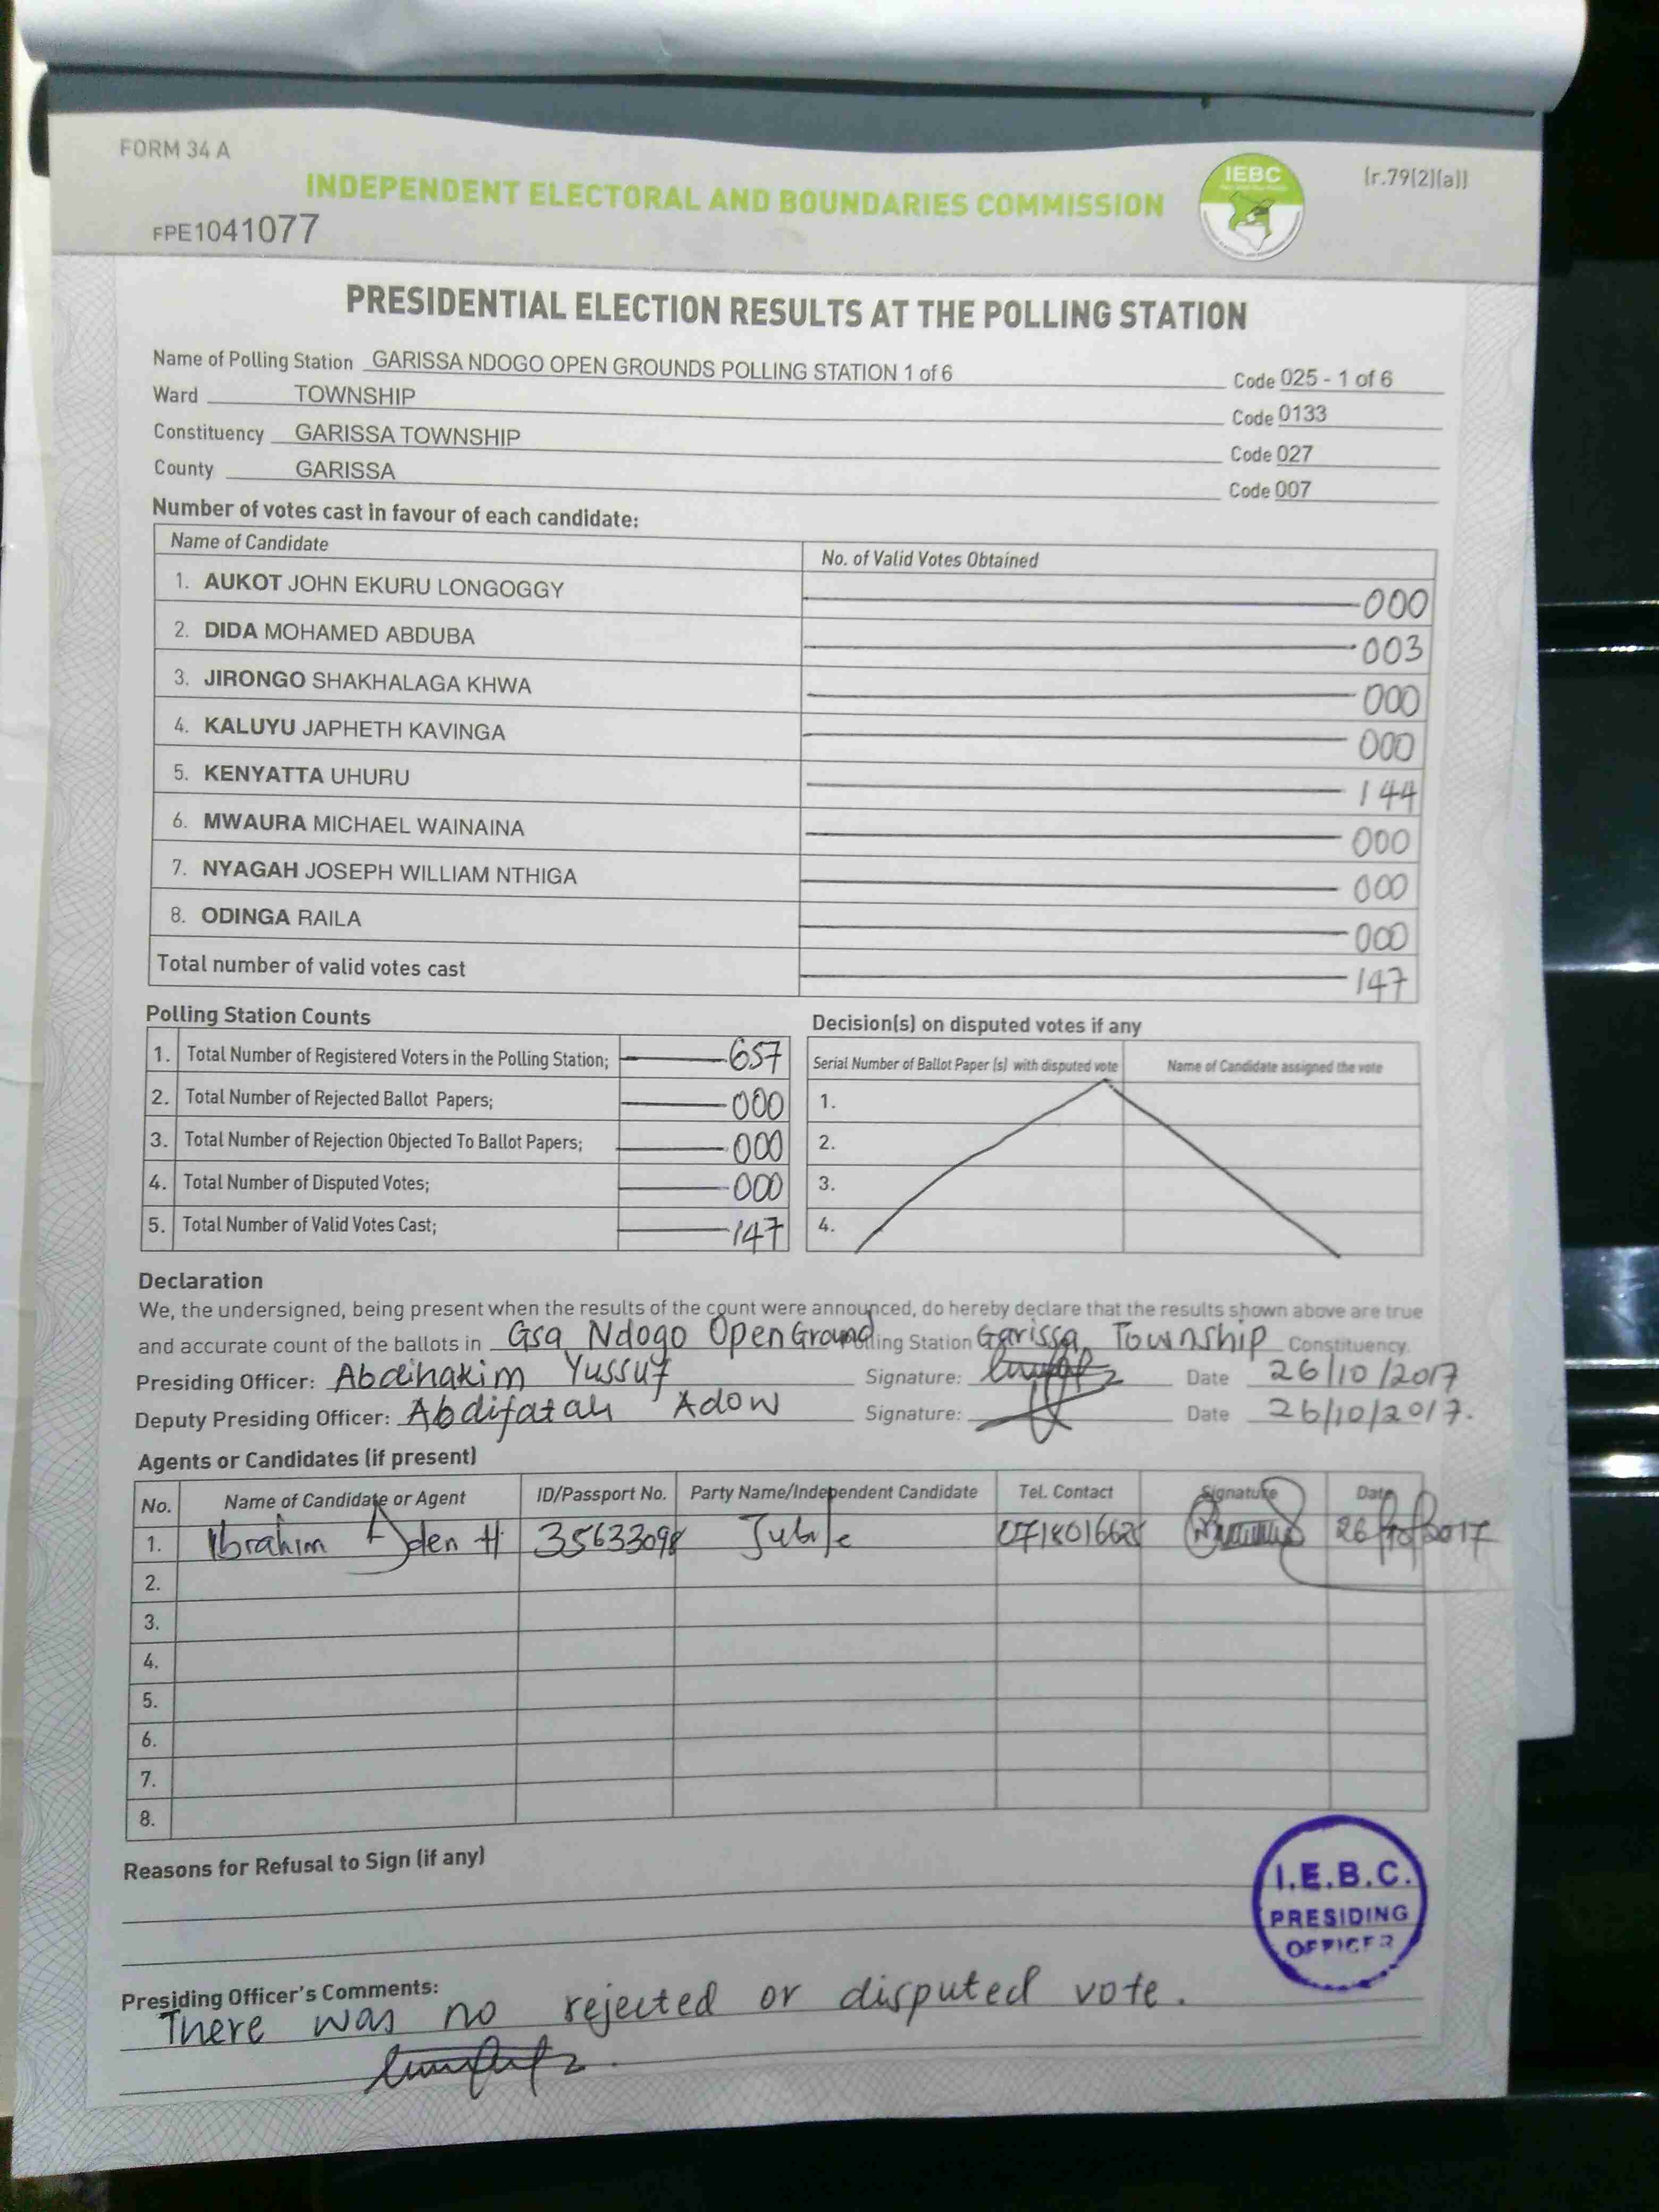 FORM 34 A
INDEPENDENT ELECTORAL AND BOUNDARIES COMMISSION
IEBC
(r.79(2)(a))
FPE1041077
PRESIDENTIAL ELECTION RESULTS AT THE POLLING STATION
Name of Polling Station GARISSA NDOGO OPEN GROUNDS POLLING STATION 1 of 6 Code 025 - 1 of 6
Ward TOWNSHIP Code 0133
Constituency GARISSA TOWNSHIP Code 027
County GARISSA Code 007
Number of votes cast in favour of each candidate:
Name of Candidate No. of Valid Votes Obtained
1. AUKOT JOHN EKURU LONGOGGY 000
2. DIDA MOHAMED ABDUBA 003
3. JIRONGO SHAKHALAGA KHWA 000
4. KALUYU JAPHETH KAVINGA 000
5. KENYATTA UHURU 144
6. MWAURA MICHAEL WAINAINA 000
7. NYAGAH JOSEPH WILLIAM NTHIGA 000
8. ODINGA RAILA 000
Total number of valid votes cast 147
Polling Station Counts
1. Total Number of Registered Voters in the Polling Station; 657
2. Total Number of Rejected Ballot Papers; 000
3. Total Number of Rejection Objected To Ballot Papers; 000
4. Total Number of Disputed Votes; 000
5. Total Number of Valid Votes Cast; 147
Decision(s) on disputed votes if any
Serial Number of Ballot Paper (s) with disputed vote Name of Candidate assigned the vote
1.
2.
3.
4.
Declaration
We, the undersigned, being present when the results of the count were announced, do hereby declare that the results shown above are true
and accurate count of the ballots in Gsa Ndogo Open Ground Polling Station Garissa Township Constituency.
Presiding Officer: Abdihakim Yussuf Signature: Date 26/10/2017
Deputy Presiding Officer: Abdifatah Adow Signature: Date 26/10/2017.
Agents or Candidates (if present)
No. Name of Candidate or Agent ID/Passport No. Party Name/Independent Candidate Tel. Contact Signature Date
1. Ibrahim Aden H 35633098 26/10/2017
2.
3.
4.
5.
6.
7.
8.
Reasons for Refusal to Sign (if any)
I.E.B.C.
PRESIDING
OFFICER
Presiding Officer's Comments:
There was no rejected or disputed vote.